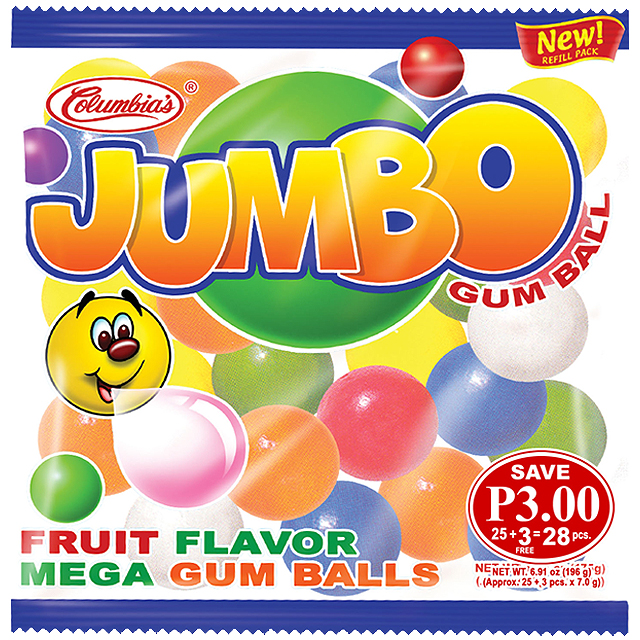 New!
REFILL PACK
Columbia's®
JUMBO
GUM BALL
SAVE
P3.00
25+3=28 pcs.
FREE
FRUIT FLAVOR
MEGA GUM BALLS
NET. WT. 6.91 oz (196 g)
(Approx: 25 + 3 pcs. x 7.0 g)